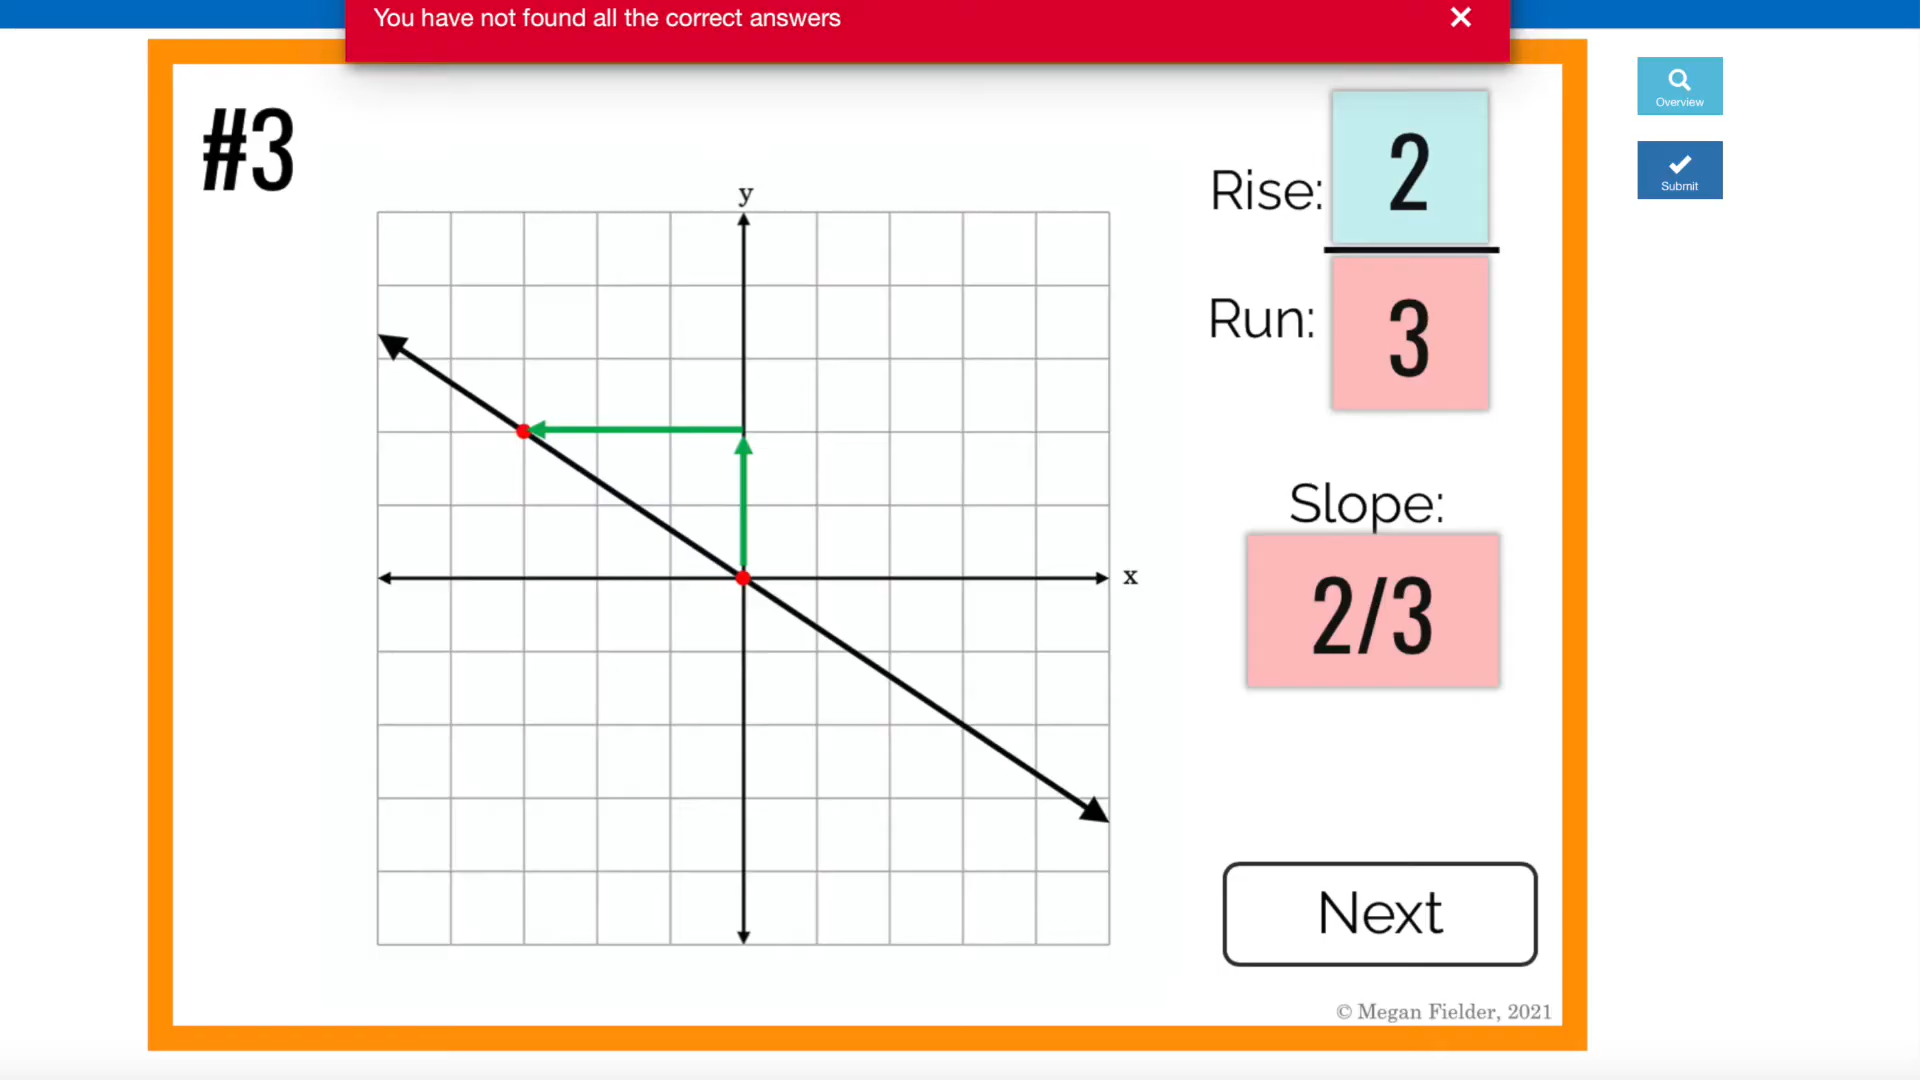 You have not found all the correct answers
Overview
Submit
#3
y
x
Rise: 2
Run: 3
Slope:
2/3
Next
© Megan Fielder, 2021